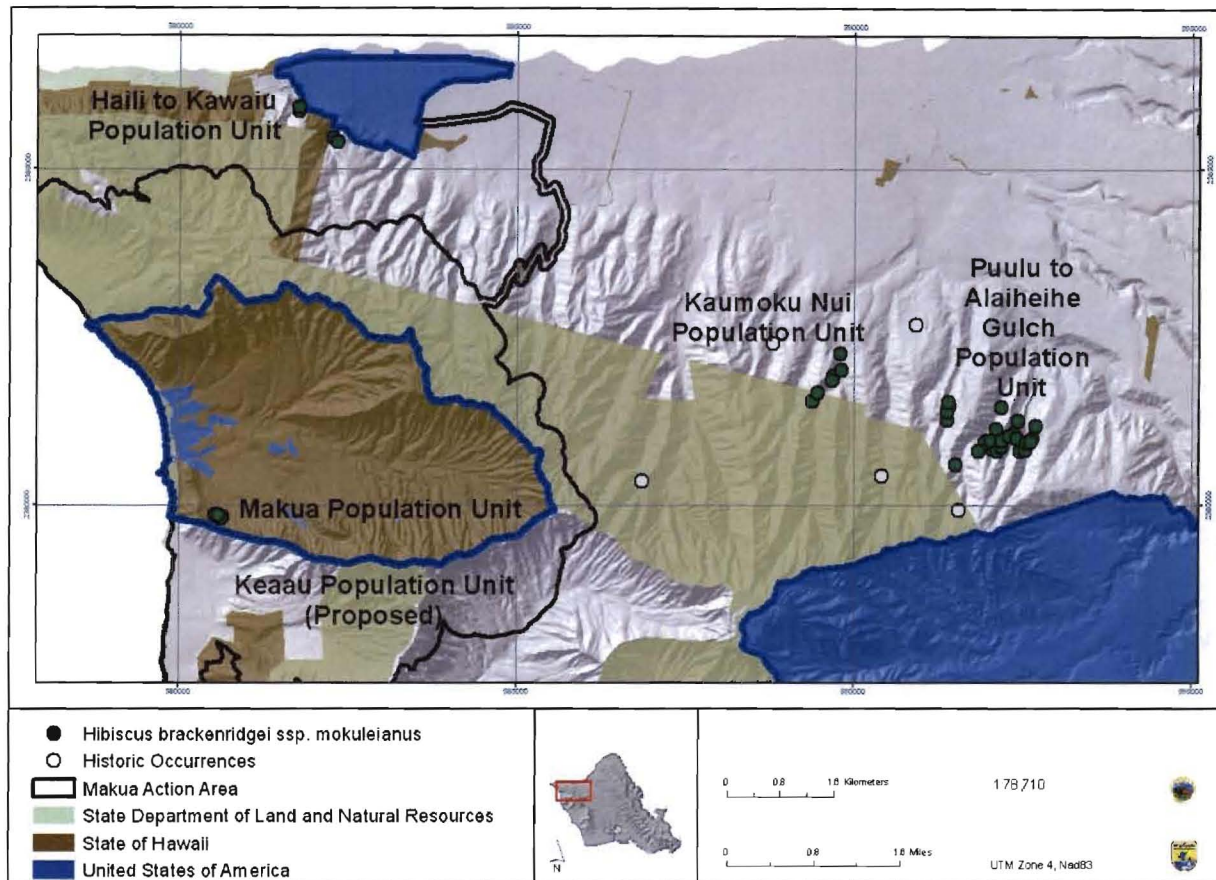 Haili to Kawaiu
Population Unit
Kaumoku Nui
Population Unit
Puulu to
Alaiheihe
Gulch
Population
Unit
Makua Population Unit
Keaau Population Unit
(Proposed)
Hibiscus brackenridgei ssp. mokuleianus
Historic Occurrences
Makua Action Area
State Department of Land and Natural Resources
State of Hawaii
United States of America
N
0 0.8 1.6 Kilometers
0 0.8 1.6 Miles
1:78,710
UTM Zone 4, Nad83